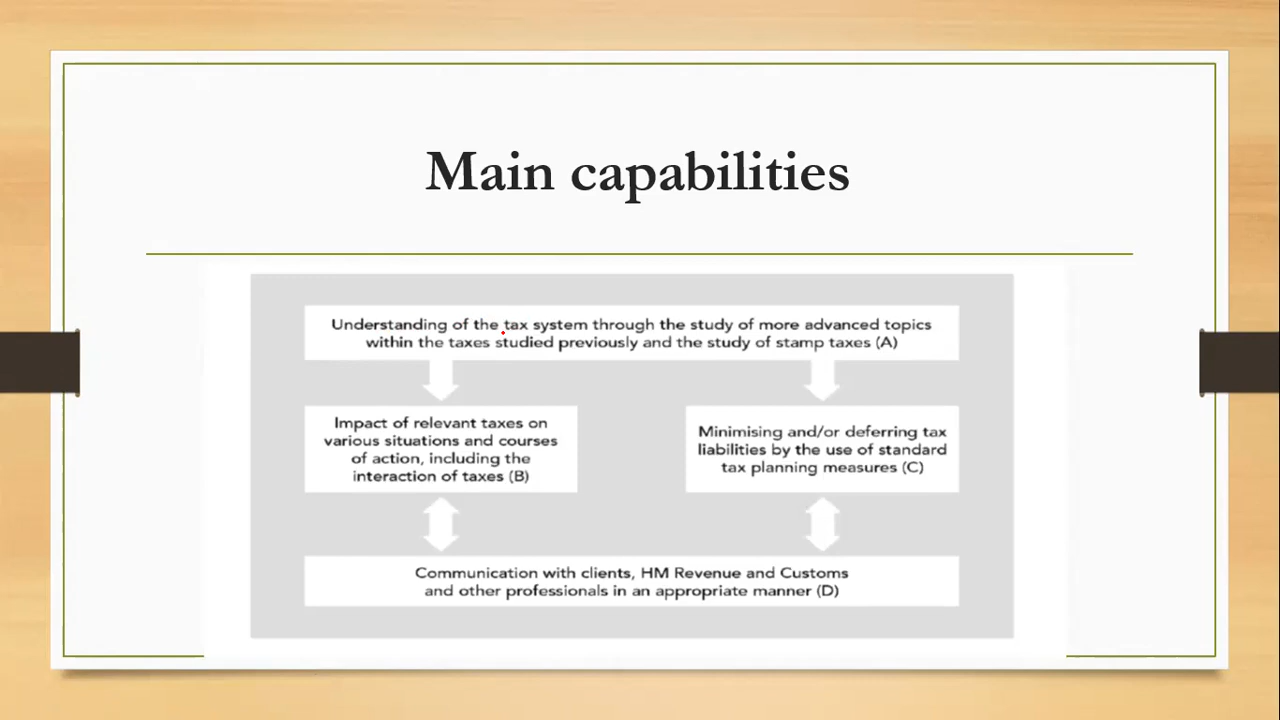 Main capabilities
Understanding of the tax system through the study of more advanced topics
within the taxes studied previously and the study of stamp taxes (A)
Impact of relevant taxes on
various situations and courses
of action, including the
interaction of taxes (B)
Minimising and/or deferring tax
liabilities by the use of standard
tax planning measures (C)
Communication with clients, HM Revenue and Customs
and other professionals in an appropriate manner (D)